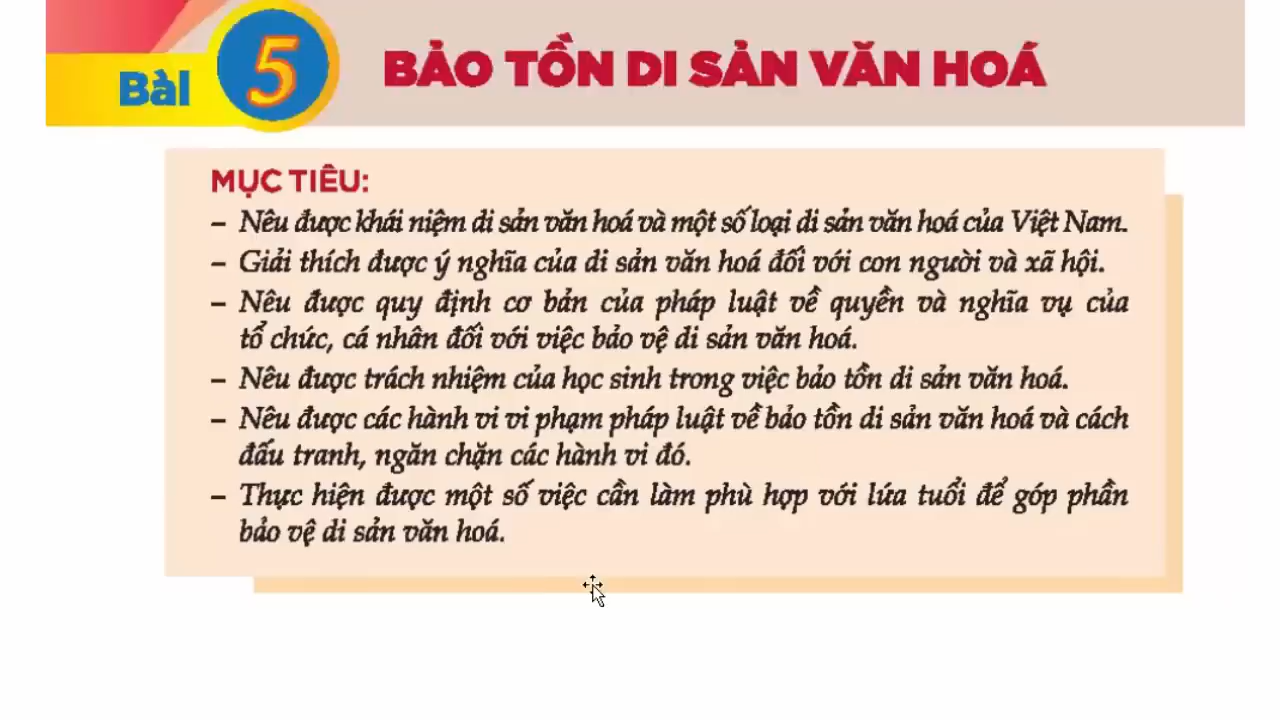 Bài 5 BẢO TỒN DI SẢN VĂN HOÁ
MỤC TIÊU:
– Nêu được khái niệm di sản văn hoá và một số loại di sản văn hoá của Việt Nam.
– Giải thích được ý nghĩa của di sản văn hoá đối với con người và xã hội.
– Nêu được quy định cơ bản của pháp luật về quyền và nghĩa vụ của
tổ chức, cá nhân đối với việc bảo vệ di sản văn hoá.
– Nêu được trách nhiệm của học sinh trong việc bảo tồn di sản văn hoá.
– Nêu được các hành vi vi phạm pháp luật về bảo tồn di sản văn hoá và cách
đấu tranh, ngăn chặn các hành vi đó.
– Thực hiện được một số việc cần làm phù hợp với lứa tuổi để góp phần
bảo vệ di sản văn hoá.